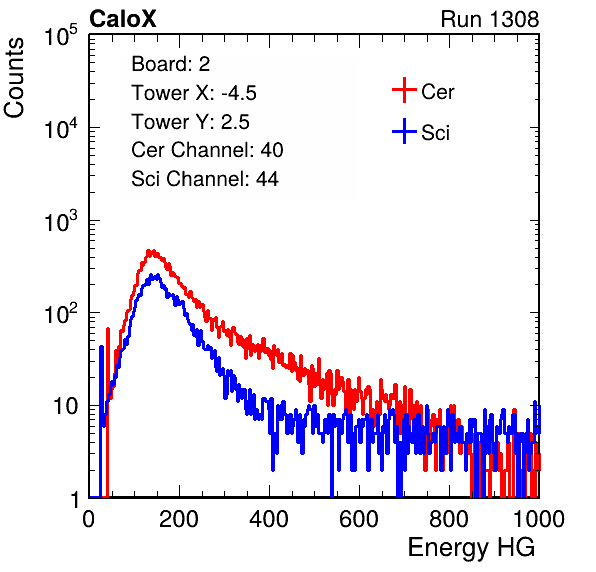 CaloX
Run 1308
Counts
10^5
10^4
10^3
10^2
10
1
Board: 2
Tower X: -4.5
Tower Y: 2.5
Cer Channel: 40
Sci Channel: 44
Cer
Sci
0 200 400 600 800 1000
Energy HG